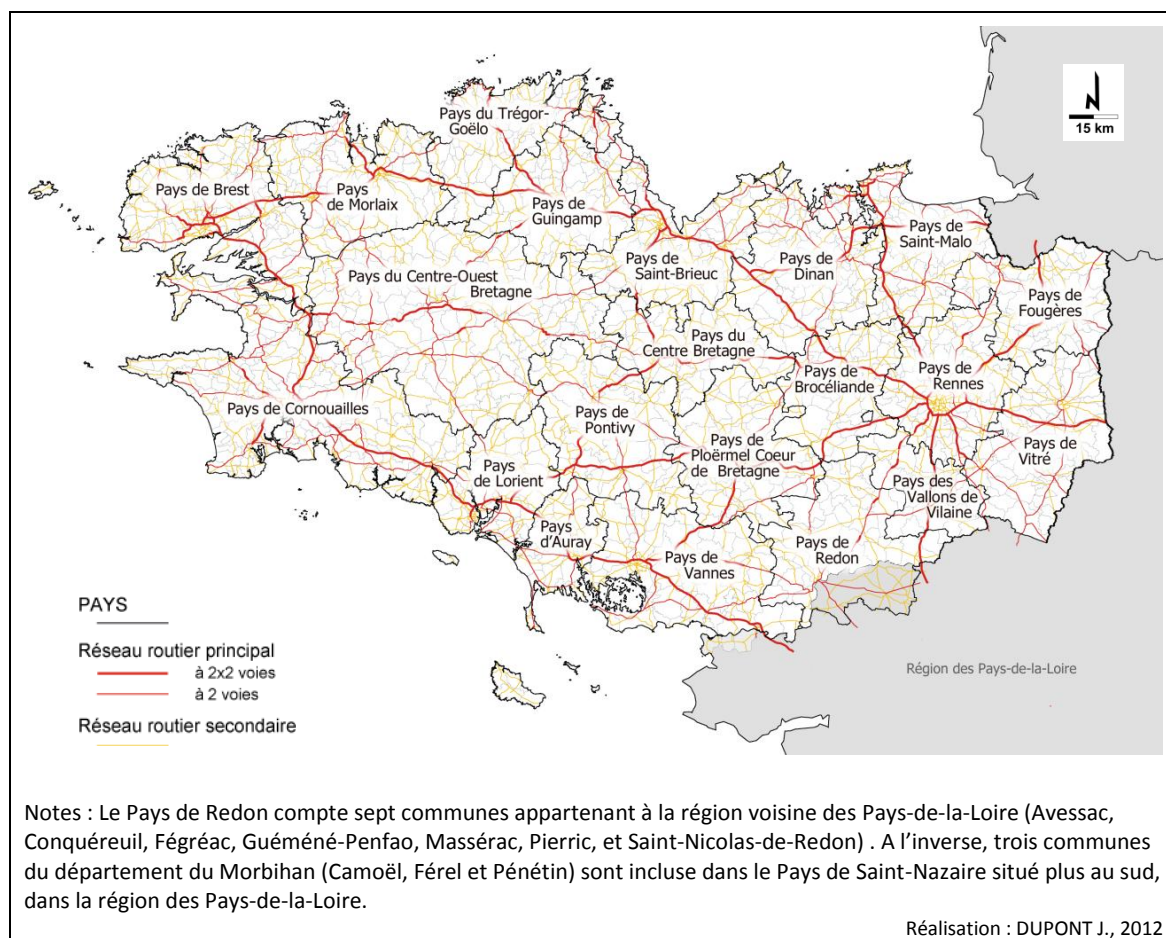 15 km
Pays du Trégor-
Goëlo
Pays de Brest
Pays
de Morlaix
Pays de
Guingamp
Pays de
Saint-Malo
Pays de
Saint-Brieuc
Pays de
Dinan
Pays du Centre-Ouest
Bretagne
Pays de
Fougères
Pays du
Centre Bretagne
Pays de
Brocéliande
Pays de
Rennes
Pays de Cornouailles
Pays de
Pontivy
Pays de
Ploërmel Coeur
de Bretagne
Pays de
Vitré
Pays
de Lorient
Pays des
Vallons de
Vilaine
Pays
d'Auray
Pays de
Vannes
Pays de
Redon
PAYS
Réseau routier principal
à 2x2 voies
à 2 voies
Réseau routier secondaire
Région des Pays-de-la-Loire
Notes : Le Pays de Redon compte sept communes appartenant à la région voisine des Pays-de-la-Loire (Avessac,
Conquéreuil, Fégréac, Guéméné-Penfao, Massérac, Pierric, et Saint-Nicolas-de-Redon) . A l'inverse, trois communes
du département du Morbihan (Camoël, Férel et Pénétin) sont incluse dans le Pays de Saint-Nazaire situé plus au sud,
dans la région des Pays-de-la-Loire.
Réalisation : DUPONT J., 2012